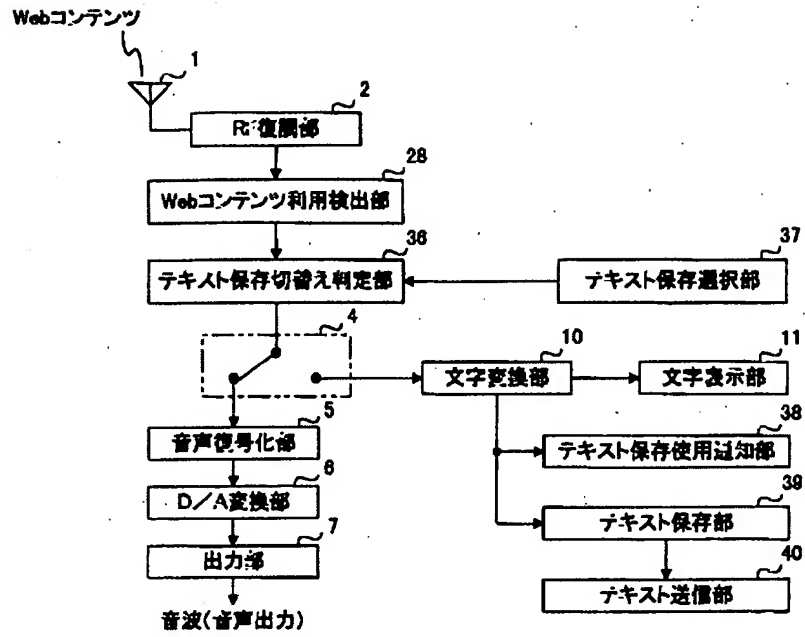 Webコンテンツ
1
2
RF復調部
28
Webコンテンツ利用検出部
36
テキスト保存切替え判定部
37
テキスト保存選択部
4
10
文字変換部
11
文字表示部
5
音声復号化部
38
テキスト保存使用通知部
6
D/A変換部
39
テキスト保存部
7
出力部
40
テキスト送信部
音波(音声出力)